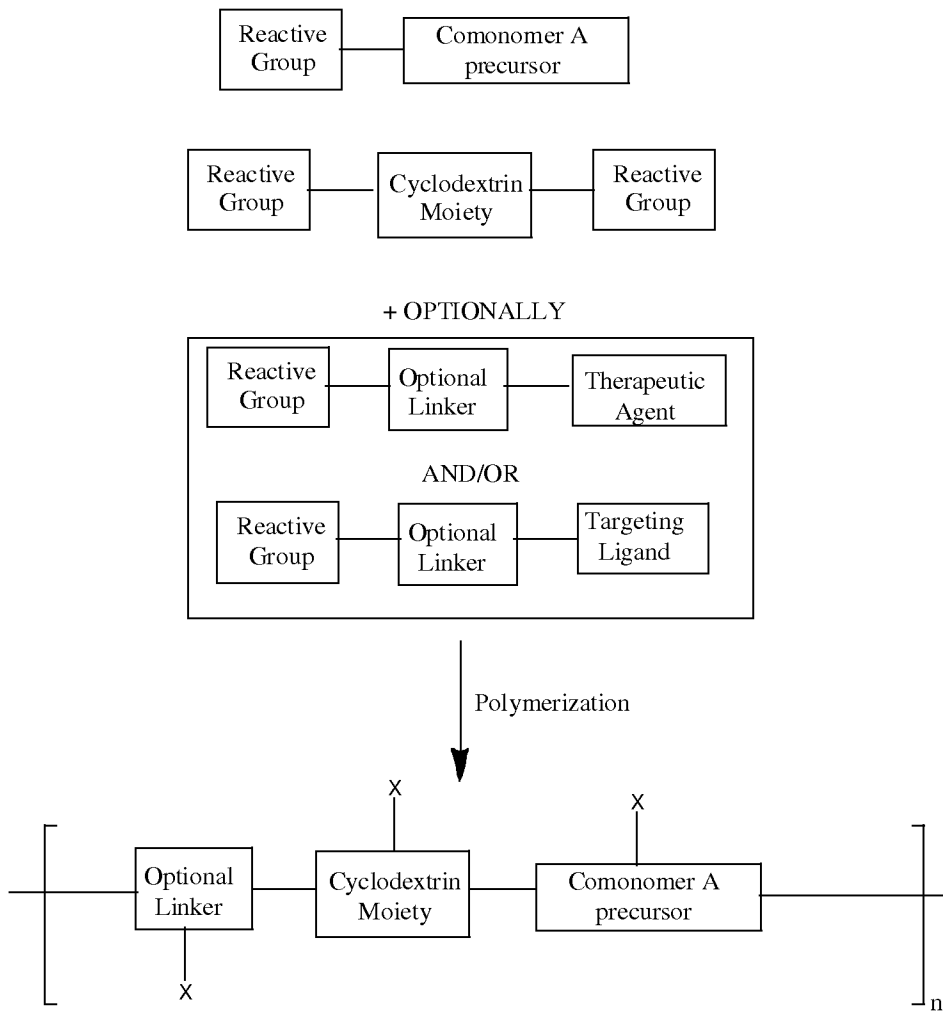 Reactive
Group
Comonomer A
precursor
Reactive
Group
Cyclodextrin
Moiety
Reactive
Group
+ OPTIONALLY
Reactive
Group
Optional
Linker
Therapeutic
Agent
AND/OR
Reactive
Group
Optional
Linker
Targeting
Ligand
Polymerization
X
X
Optional
Linker
Cyclodextrin
Moiety
Comonomer A
precursor
X
n